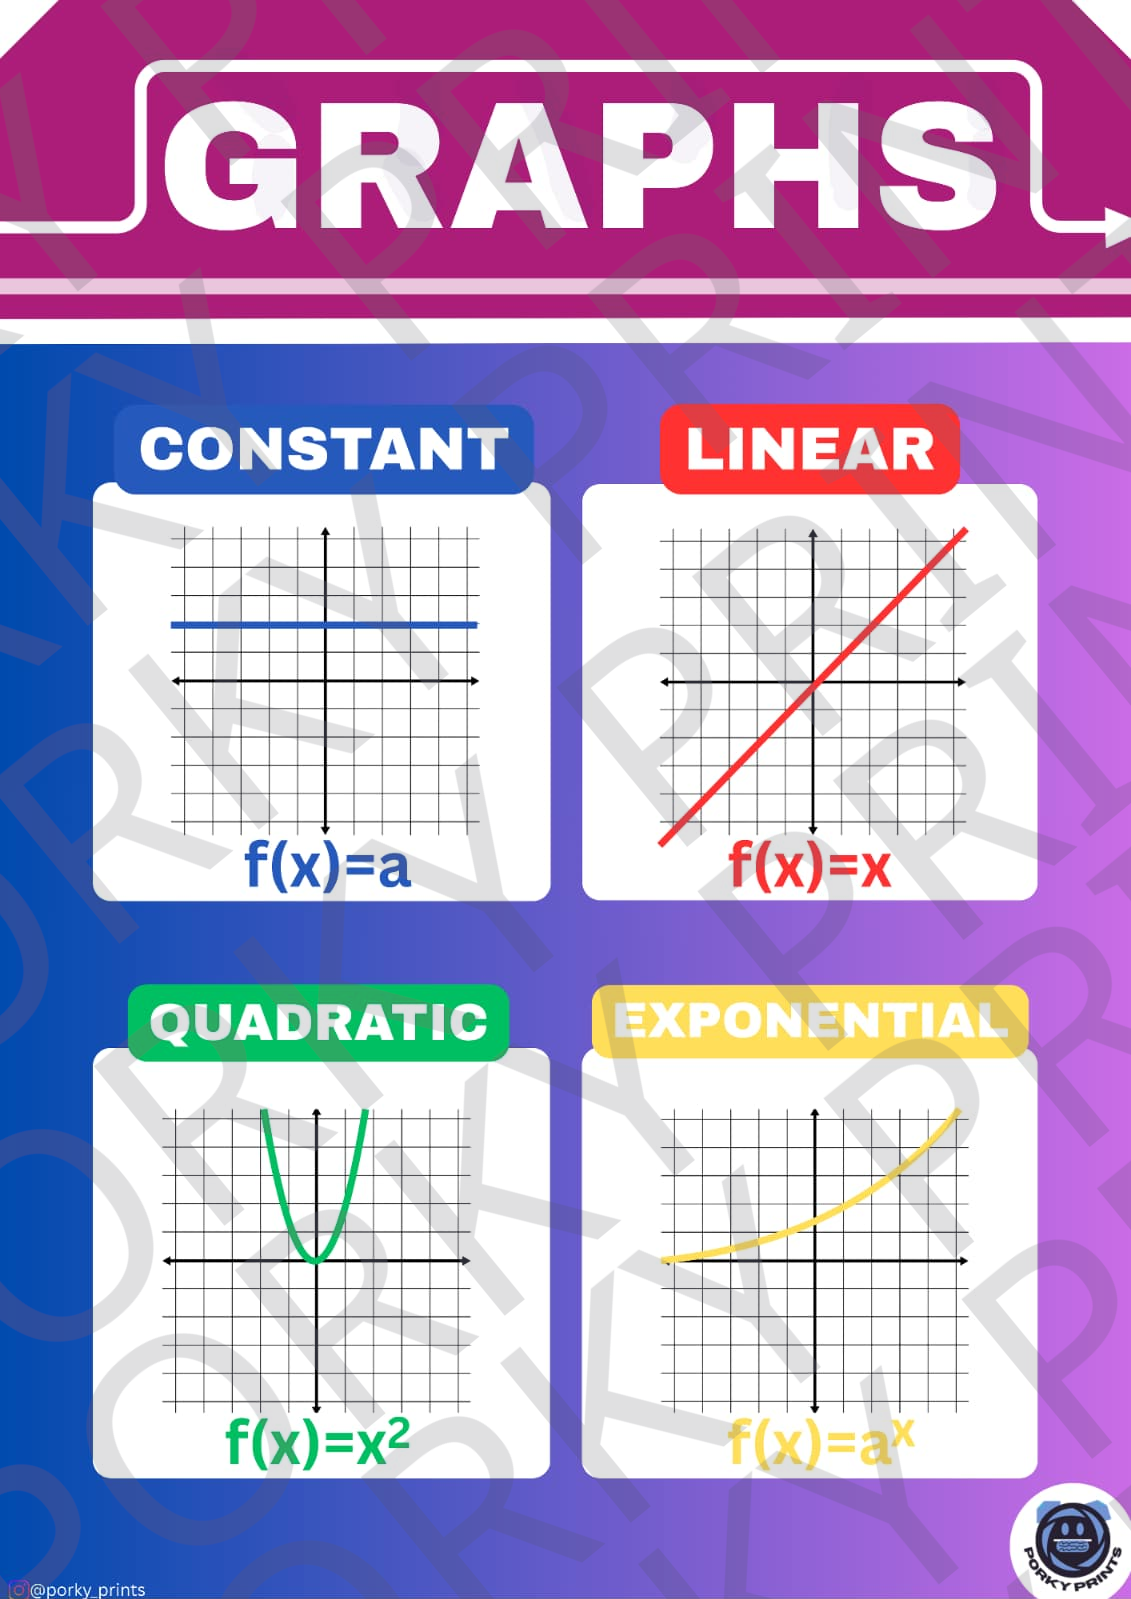 GRAPHS
CONSTANT
LINEAR
f(x)=a
f(x)=x
QUADRATIC
EXPONENTIAL
f(x)=x²
f(x)=aˣ
PORKY PRINTS
@porky_prints